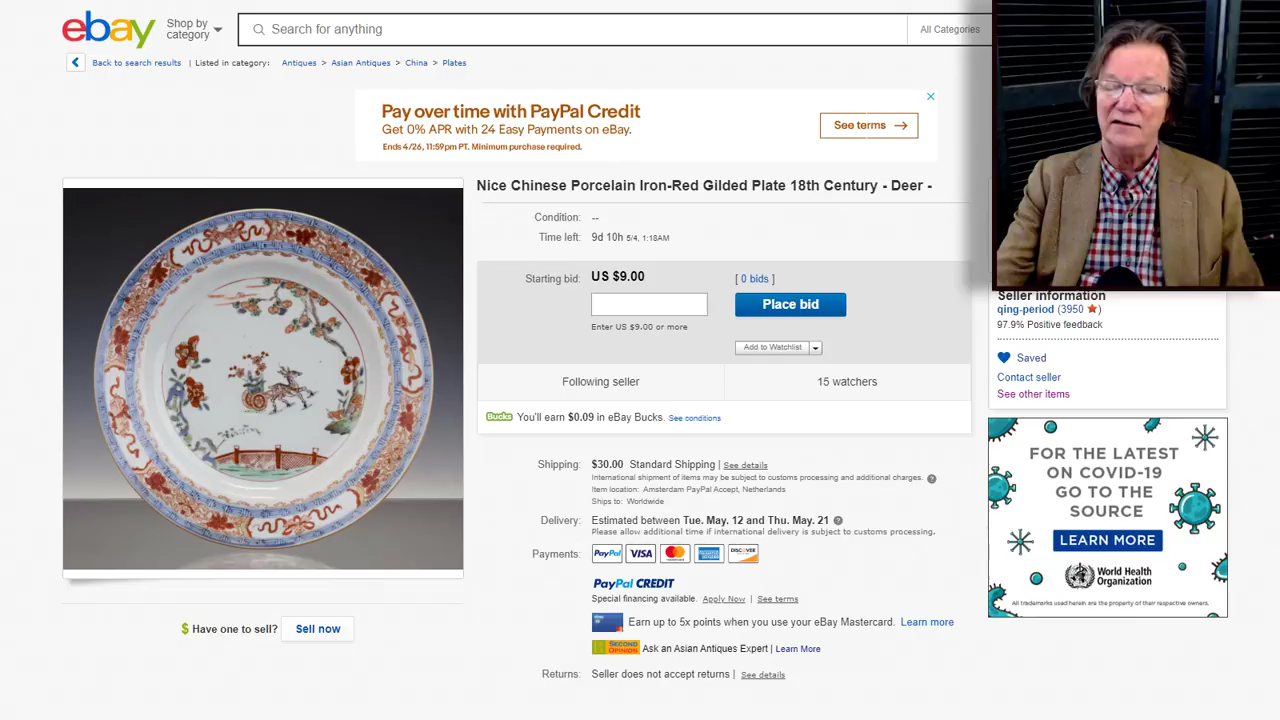 ebay
Shop by
category
Search for anything
All Categories
Back to search results | Listed in category: Antiques > Asian Antiques > China > Plates
Pay over time with PayPal Credit
Get 0% APR with 24 Easy Payments on eBay.
Ends 4/26, 11:59pm PT. Minimum purchase required.
See terms
Nice Chinese Porcelain Iron-Red Gilded Plate 18th Century - Deer -
Condition: --
Time left: 9d 10h 5/4, 1:18AM
Starting bid: US $9.00 [ 0 bids ]
Place bid
Enter US $9.00 or more
Add to Watchlist
Following seller 15 watchers
Bucks You'll earn $0.09 in eBay Bucks. See conditions
Shipping: $30.00 Standard Shipping | See details
International shipment of items may be subject to customs processing and additional charges. ?
Item location: Amsterdam PayPal Accept, Netherlands
Ships to: Worldwide
Delivery: Estimated between Tue. May. 12 and Thu. May. 21 ?
Please allow additional time if international delivery is subject to customs processing.
Payments: PayPal VISA MasterCard DISCOVER
PayPal CREDIT
Special financing available. Apply Now | See terms
Earn up to 5x points when you use your eBay Mastercard. Learn more
SECOND OPINION Ask an Asian Antiques Expert | Learn More
Returns: Seller does not accept returns | See details
$ Have one to sell? Sell now
Seller information
qing-period (3950 )
97.9% Positive feedback
Saved
Contact seller
See other items
FOR THE LATEST
ON COVID-19
GO TO THE
SOURCE
LEARN MORE
World Health
Organization
All trademarks used herein are the property of their respective owners.